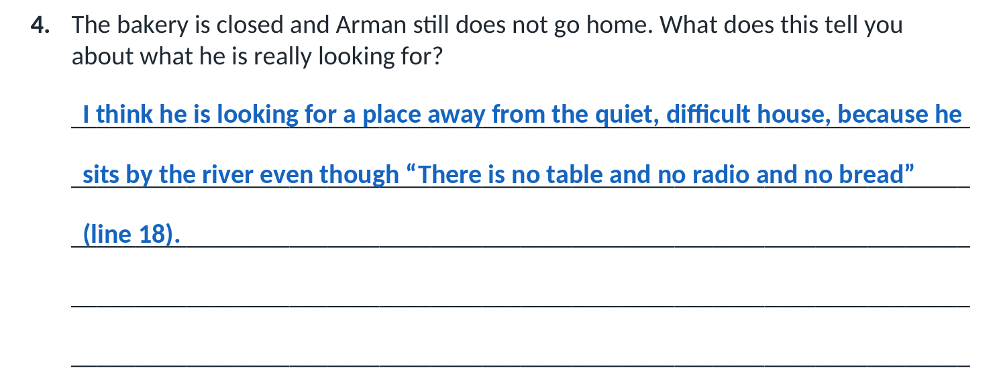 4. The bakery is closed and Arman still does not go home. What does this tell you
about what he is really looking for?
I think he is looking for a place away from the quiet, difficult house, because he
sits by the river even though “There is no table and no radio and no bread”
(line 18).